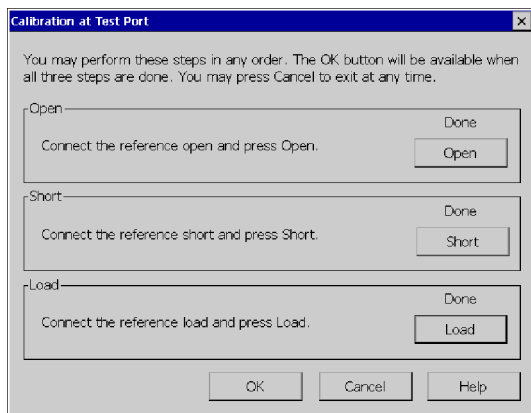 Calibration at Test Port
You may perform these steps in any order. The OK button will be available when
all three steps are done. You may press Cancel to exit at any time.
Open
Done
Connect the reference open and press Open.
Open
Short
Done
Connect the reference short and press Short.
Short
Load
Done
Connect the reference load and press Load.
Load
OK Cancel Help